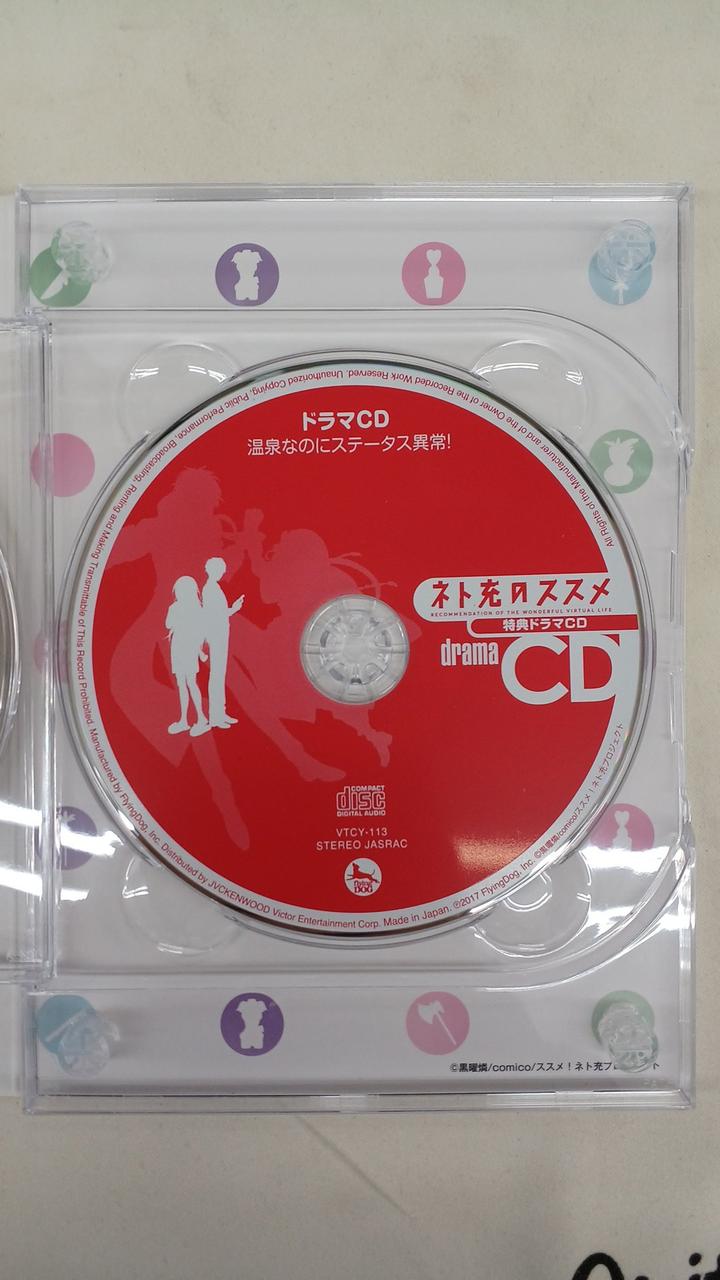 ドラマCD
温泉なのにステータス異常!
ネト充のススメ
RECOMMENDATION OF THE WONDERFUL VIRTUAL LIFE
特典ドラマCD
drama CD
COMPACT
disc
DIGITAL AUDIO
VTCY-113
STEREO JASRAC
Flying DOG
All Rights of the Manufacturer and of the Owner of the Recorded Work Reserved. Unauthorized Copying, Public Performance, Broadcasting, Renting and Making Transmittable of This Record Prohibited. Manufactured by FlyingDog, Inc. Distributed by JVCKENWOOD Victor Entertainment Corp. Made in Japan. ℗2017 FlyingDog, Inc. ©黒曜燐/comico/ススメ！ネト充プロジェクト
©黒曜燐/comico/ススメ！ネト充プ